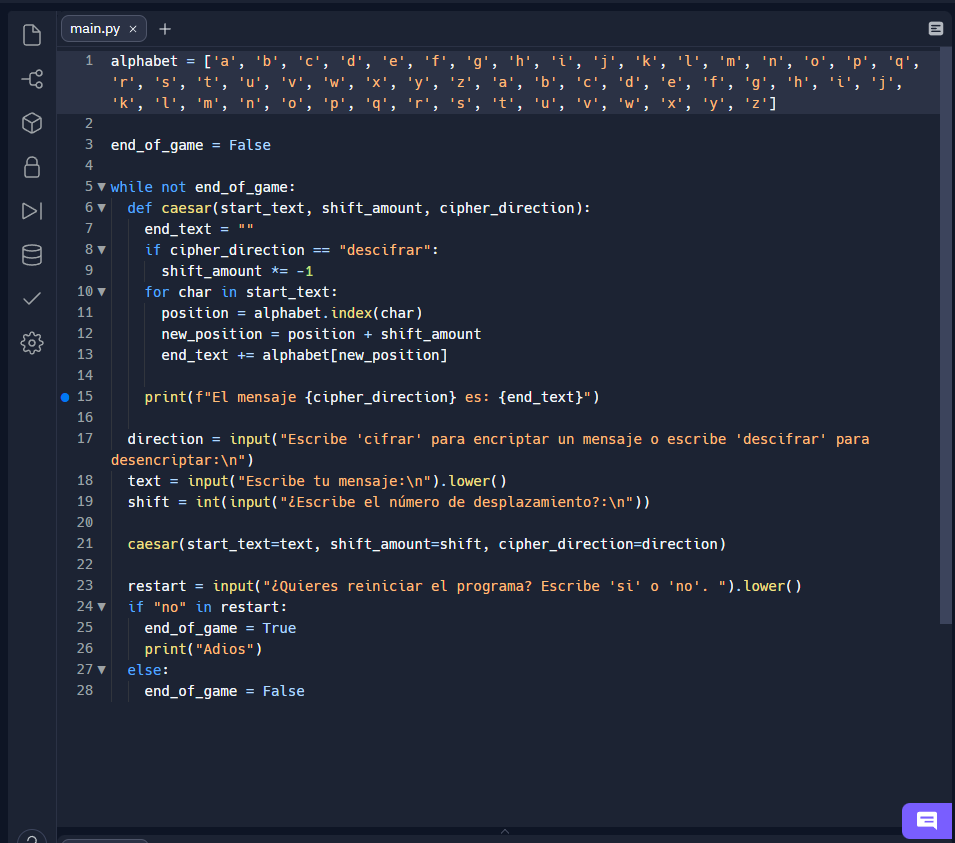 main.py × +
1 alphabet = ['a', 'b', 'c', 'd', 'e', 'f', 'g', 'h', 'i', 'j', 'k', 'l', 'm', 'n', 'o', 'p', 'q',
'r', 's', 't', 'u', 'v', 'w', 'x', 'y', 'z', 'a', 'b', 'c', 'd', 'e', 'f', 'g', 'h', 'i', 'j',
'k', 'l', 'm', 'n', 'o', 'p', 'q', 'r', 's', 't', 'u', 'v', 'w', 'x', 'y', 'z']
2
3 end_of_game = False
4
5 while not end_of_game:
6 def caesar(start_text, shift_amount, cipher_direction):
7 end_text = ""
8 if cipher_direction == "descifrar":
9 shift_amount *= -1
10 for char in start_text:
11 position = alphabet.index(char)
12 new_position = position + shift_amount
13 end_text += alphabet[new_position]
14
15 print(f"El mensaje {cipher_direction} es: {end_text}")
16
17 direction = input("Escribe 'cifrar' para encriptar un mensaje o escribe 'descifrar' para
desencriptar:\n")
18 text = input("Escribe tu mensaje:\n").lower()
19 shift = int(input("¿Escribe el número de desplazamiento?:\n"))
20
21 caesar(start_text=text, shift_amount=shift, cipher_direction=direction)
22
23 restart = input("¿Quieres reiniciar el programa? Escribe 'si' o 'no'. ").lower()
24 if "no" in restart:
25 end_of_game = True
26 print("Adios")
27 else:
28 end_of_game = False